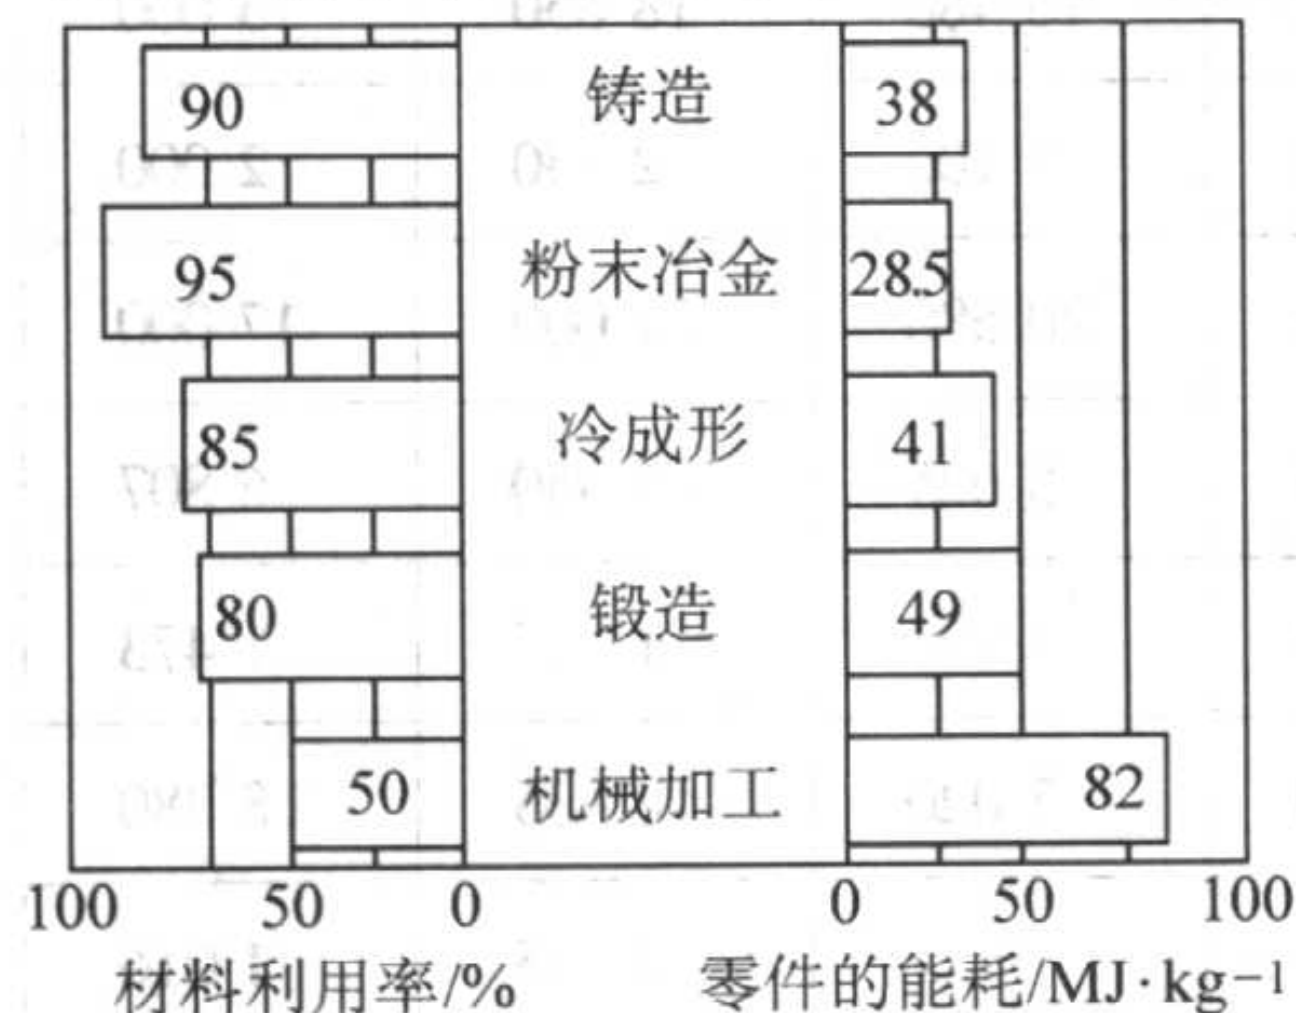 90 铸造 38
95 粉末冶金 28.5
85 冷成形 41
80 锻造 49
50 机械加工 82
100 50 0 0 50 100
材料利用率/% 零件的能耗/MJ·kg⁻¹